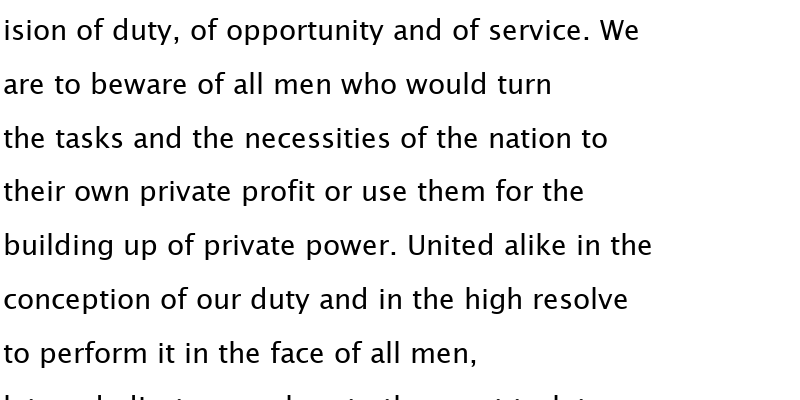 ision of duty, of opportunity and of service. We
are to beware of all men who would turn
the tasks and the necessities of the nation to
their own private profit or use them for the
building up of private power. United alike in the
conception of our duty and in the high resolve
to perform it in the face of all men,